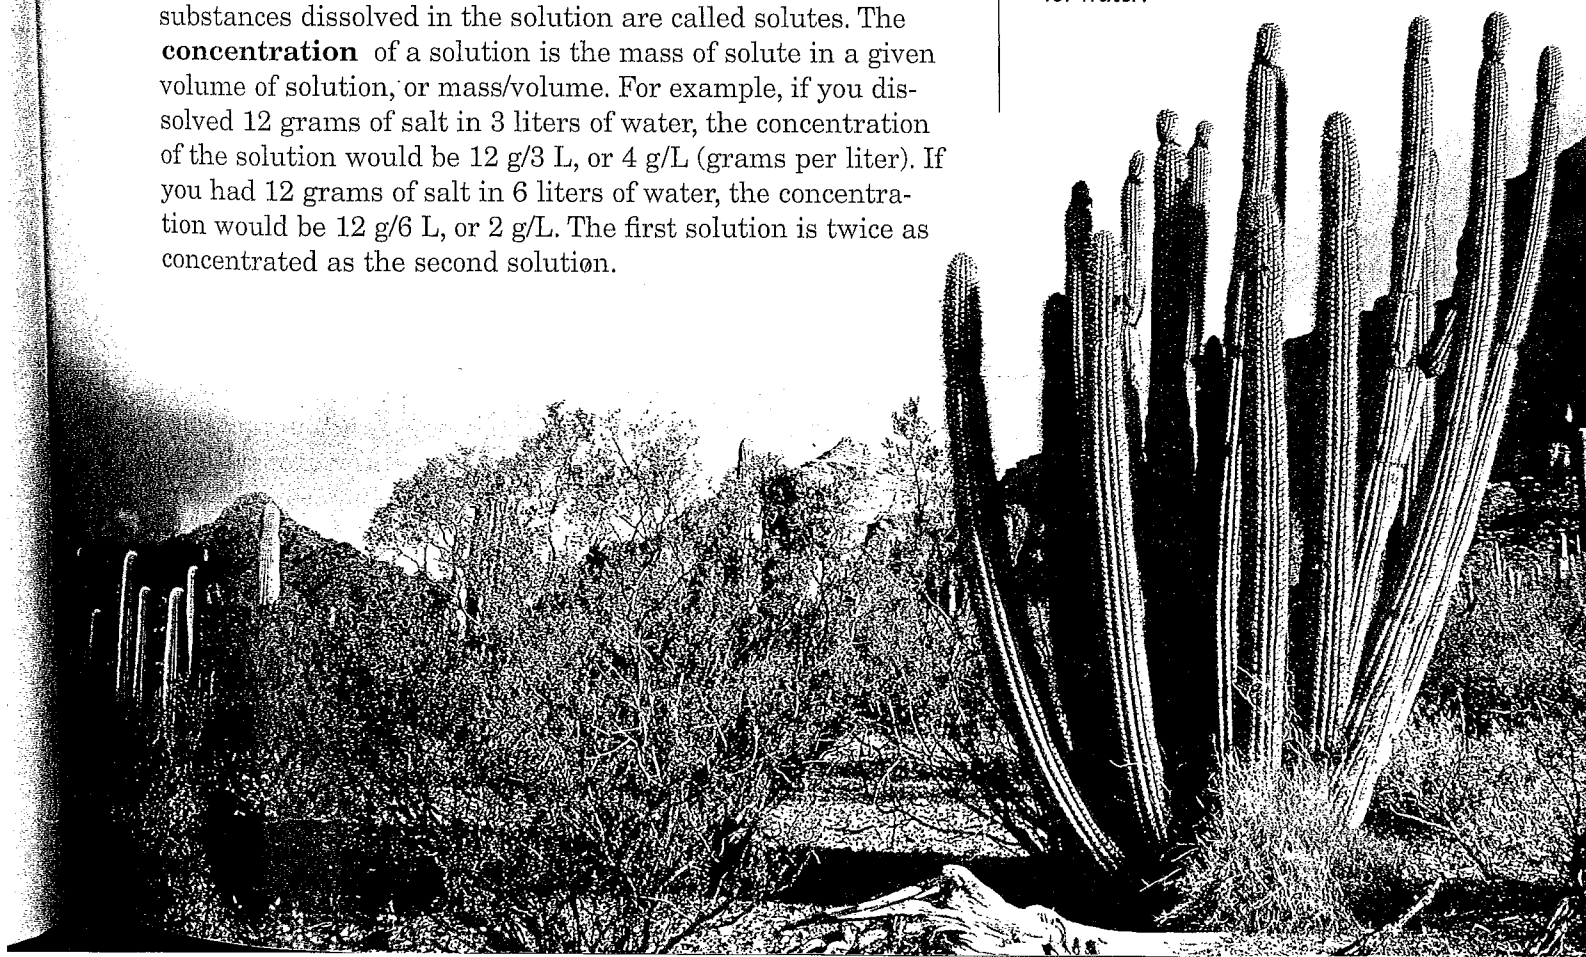 substances dissolved in the solution are called solutes. The
concentration of a solution is the mass of solute in a given
volume of solution, or mass/volume. For example, if you dis-
solved 12 grams of salt in 3 liters of water, the concentration
of the solution would be 12 g/3 L, or 4 g/L (grams per liter). If
you had 12 grams of salt in 6 liters of water, the concentra-
tion would be 12 g/6 L, or 2 g/L. The first solution is twice as
concentrated as the second solution.